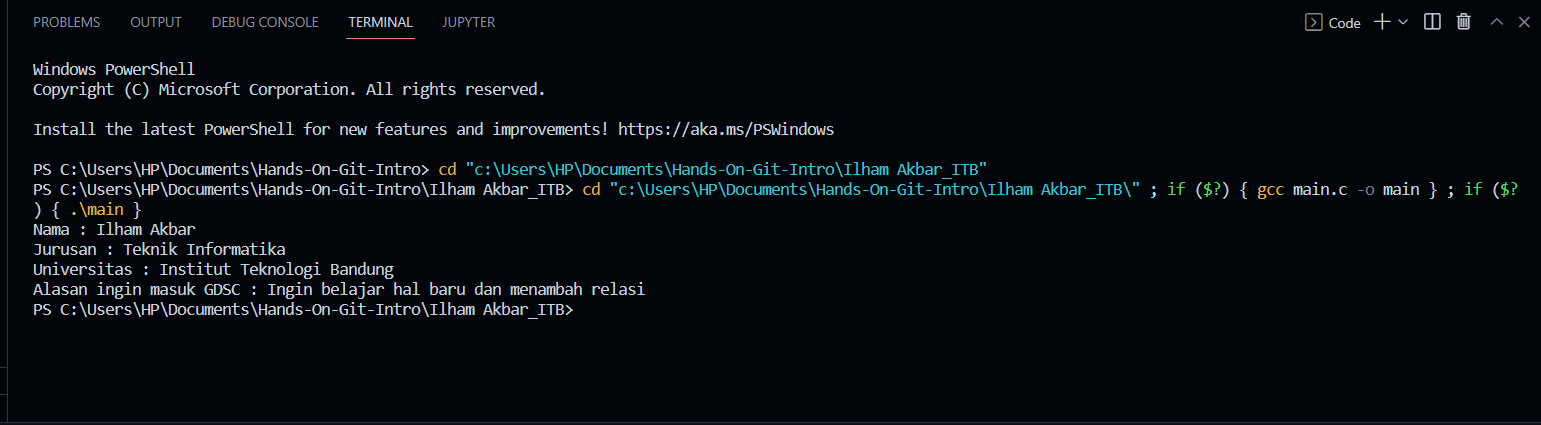 PROBLEMS OUTPUT DEBUG CONSOLE TERMINAL JUPYTER Code
Windows PowerShell
Copyright (C) Microsoft Corporation. All rights reserved.
Install the latest PowerShell for new features and improvements! https://aka.ms/PSWindows
PS C:\Users\HP\Documents\Hands-On-Git-Intro> cd "c:\Users\HP\Documents\Hands-On-Git-Intro\Ilham Akbar_ITB"
PS C:\Users\HP\Documents\Hands-On-Git-Intro\Ilham Akbar_ITB> cd "c:\Users\HP\Documents\Hands-On-Git-Intro\Ilham Akbar_ITB\" ; if ($?) { gcc main.c -o main } ; if ($?
) { .\main }
Nama : Ilham Akbar
Jurusan : Teknik Informatika
Universitas : Institut Teknologi Bandung
Alasan ingin masuk GDSC : Ingin belajar hal baru dan menambah relasi
PS C:\Users\HP\Documents\Hands-On-Git-Intro\Ilham Akbar_ITB>